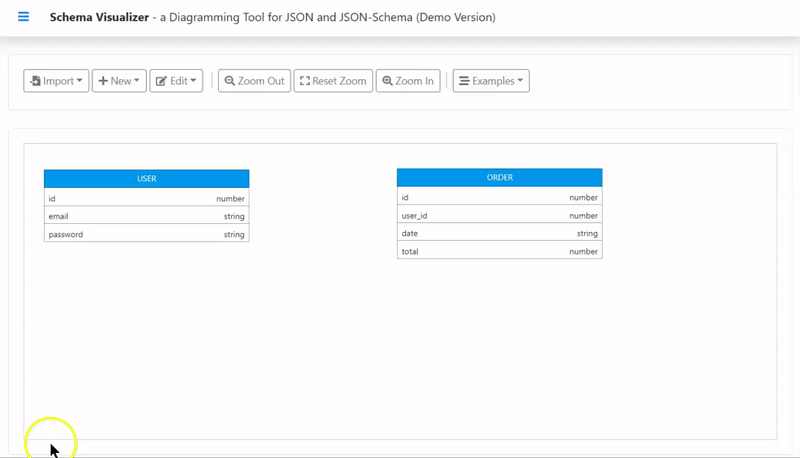 Schema Visualizer - a Diagramming Tool for JSON and JSON-Schema (Demo Version)
Import New Edit Zoom Out Reset Zoom Zoom In Examples
USER
id number
email string
password string
ORDER
id number
user_id number
date string
total number